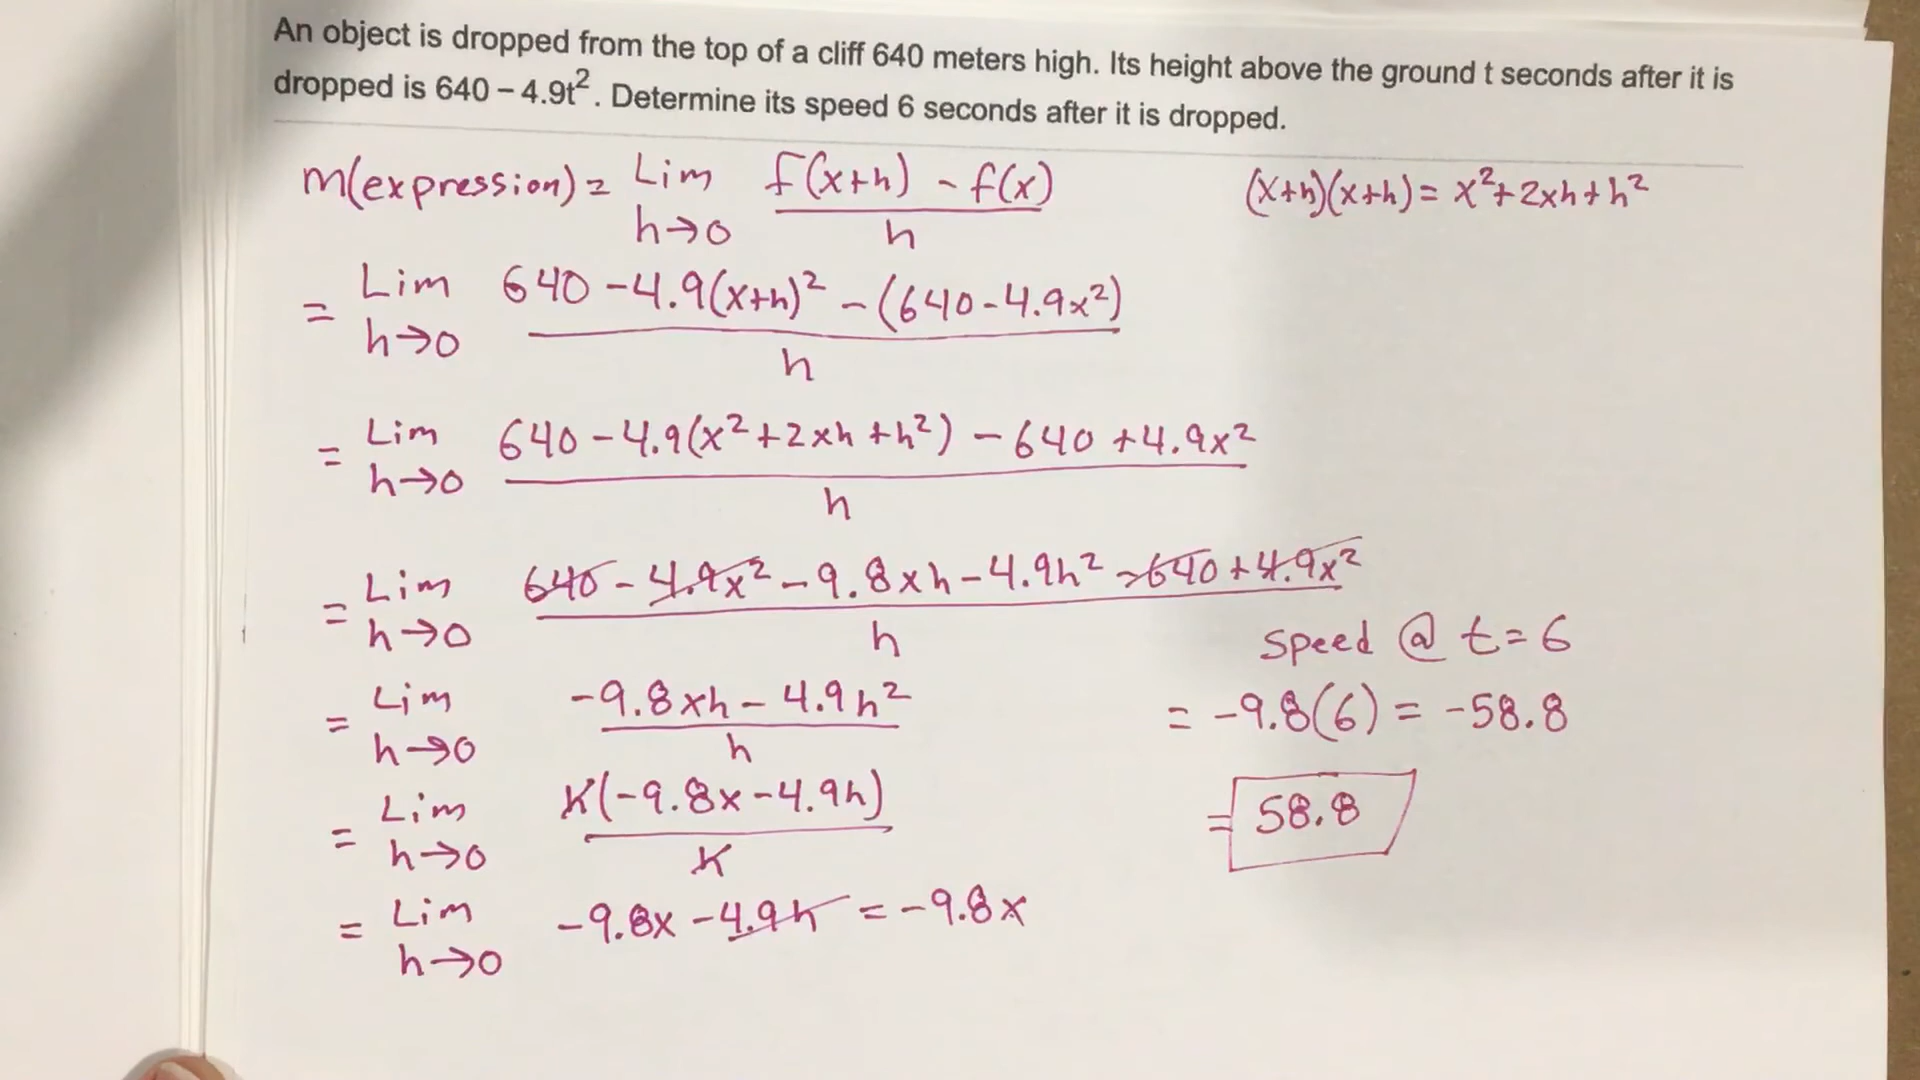 An object is dropped from the top of a cliff 640 meters high. Its height above the ground t seconds after it is
dropped is 640 – 4.9t². Determine its speed 6 seconds after it is dropped.
m(expression) = Lim f(x+h) - f(x)
h→0 h
(x+h)(x+h) = x²+2xh+h²
= Lim 640 - 4.9(x+h)² - (640 - 4.9x²)
h→0 h
= Lim 640 - 4.9(x²+2xh+h²) - 640 + 4.9x²
h→0 h
= Lim 640 - 4.9x² - 9.8xh - 4.9h² - 640 + 4.9x²
h→0 h
= Lim -9.8xh - 4.9h²
h→0 h
= Lim h(-9.8x - 4.9h)
h→0 h
= Lim -9.8x - 4.9h = -9.8x
h→0
Speed @ t = 6
= -9.8(6) = -58.8
= 58.8